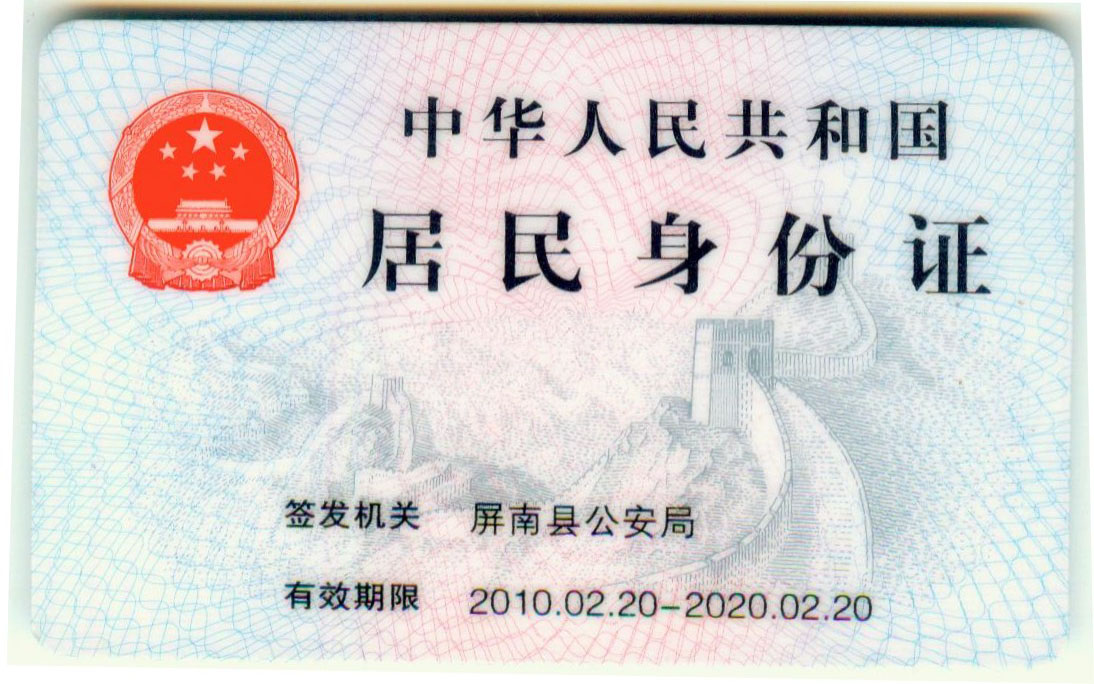 中华人民共和国
居民身份证
签发机关 屏南县公安局
有效期限 2010.02.20-2020.02.20